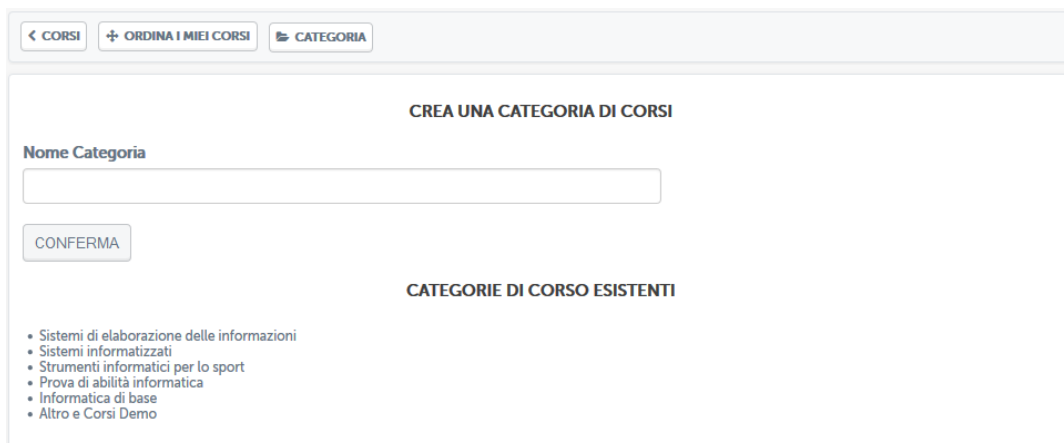 CORSI ORDINA I MIEI CORSI CATEGORIA
CREA UNA CATEGORIA DI CORSI
Nome Categoria
CONFERMA
CATEGORIE DI CORSO ESISTENTI
• Sistemi di elaborazione delle informazioni
• Sistemi informatizzati
• Strumenti informatici per lo sport
• Prova di abilità informatica
• Informatica di base
• Altro e Corsi Demo